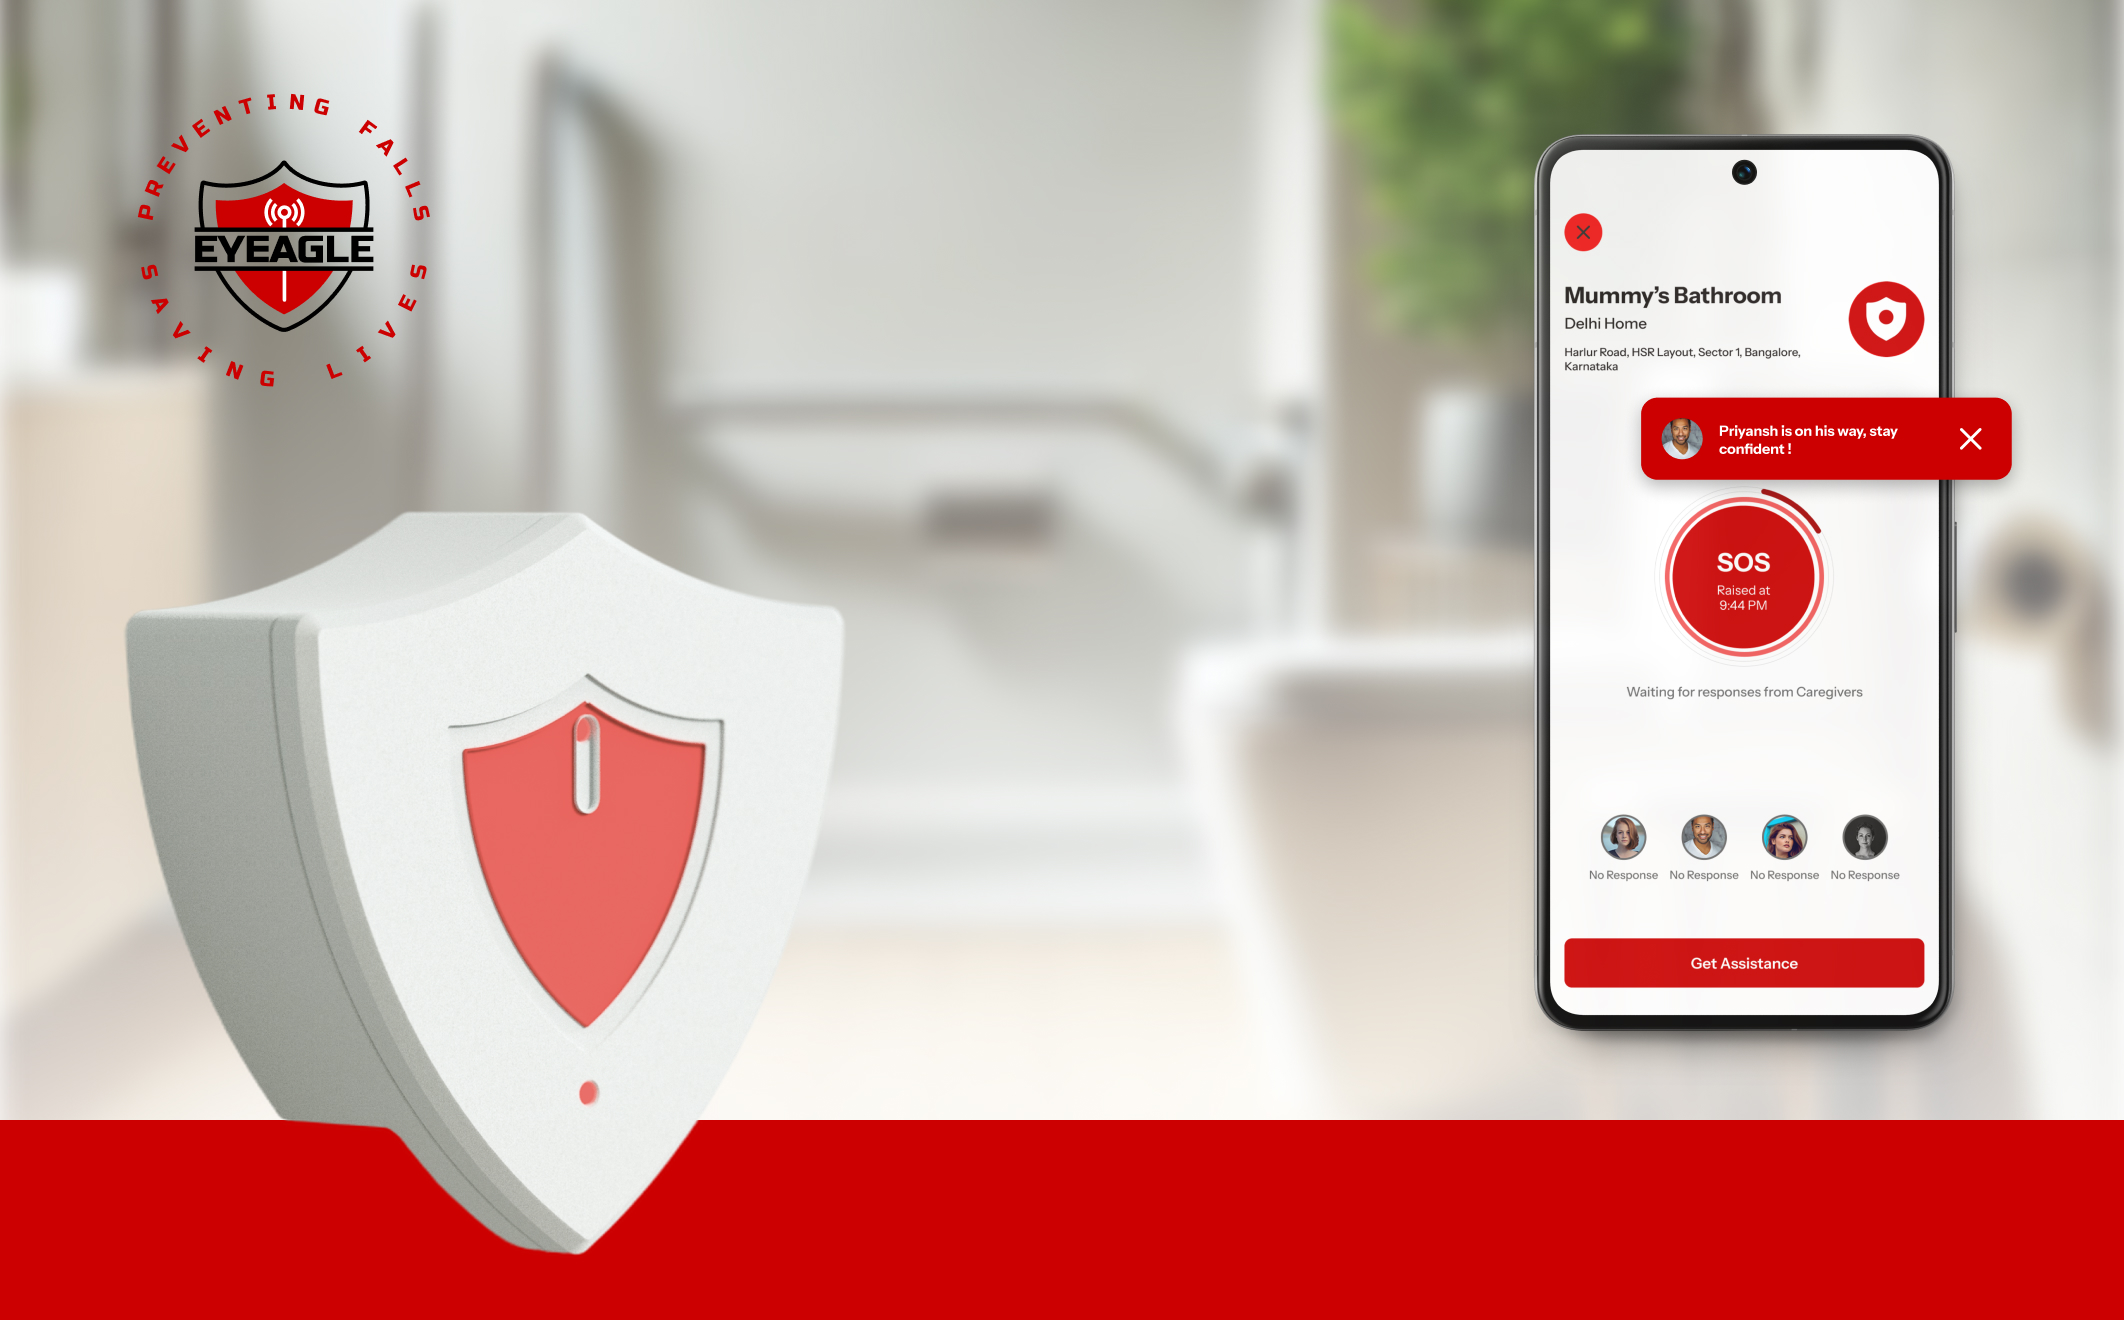 PREVENTING FALLS
EYEAGLE
SAVING LIVES
Mummy's Bathroom
Delhi Home
Harlur Road, HSR Layout, Sector 1, Bangalore,
Karnataka
Priyansh is on his way, stay
confident !
SOS
Raised at
9:44 PM
Waiting for responses from Caregivers
No Response No Response No Response No Response
Get Assistance